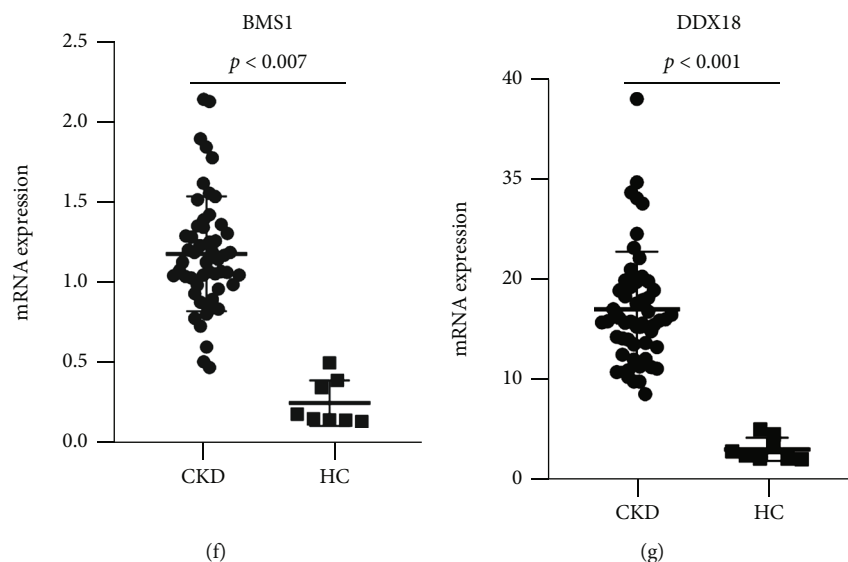 BMS1
p < 0.007
2.5
2.0
1.5
1.0
0.5
0.0
mRNA expression
CKD
HC
(f)
DDX18
p < 0.001
40
35
20
10
0
mRNA expression
CKD
HC
(g)